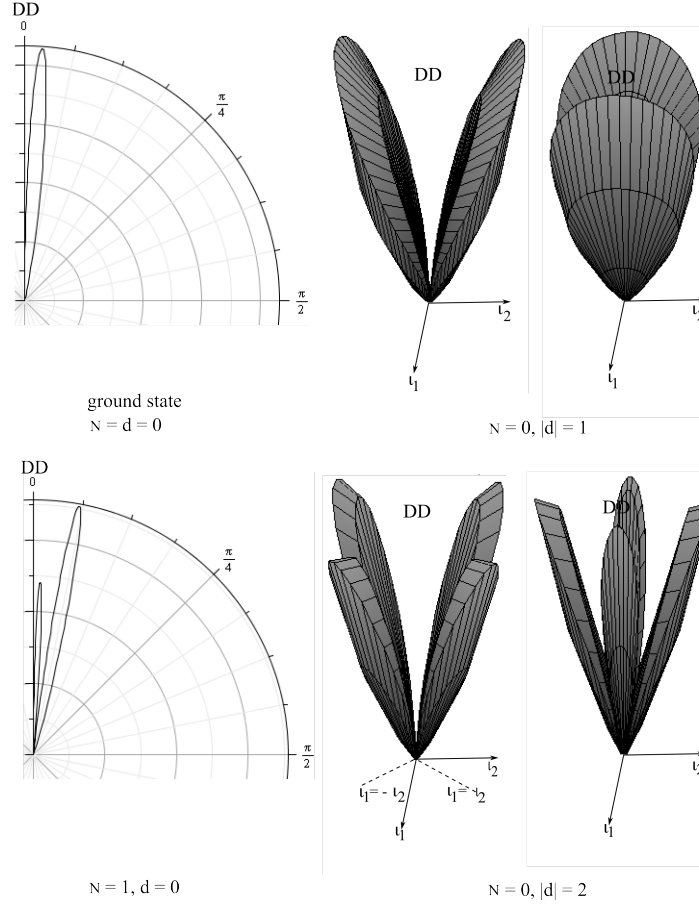 DD
0
π/4
π/2
ground state
N = d = 0
DD
ι2
ι1
DD
ι1
N = 0, |d| = 1
DD
0
π/4
π/2
N = 1, d = 0
DD
ι2
ι1= - ι2
ι1= ι2
ι1
DD
ι1
N = 0, |d| = 2